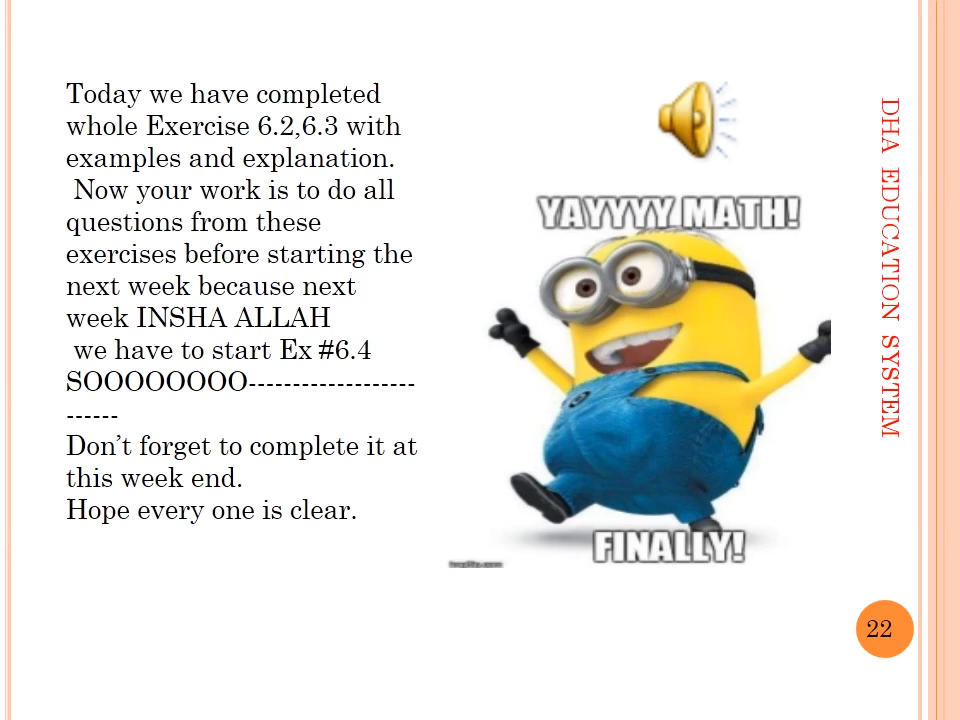 Today we have completed
whole Exercise 6.2,6.3 with
examples and explanation.
Now your work is to do all
questions from these
exercises before starting the
next week because next
week INSHA ALLAH
we have to start Ex #6.4
SOOOOOOOO-------------------
------
Don’t forget to complete it at
this week end.
Hope every one is clear.
YAYYYY MATH!
FINALLY!
DHA EDUCATION SYSTEM
22